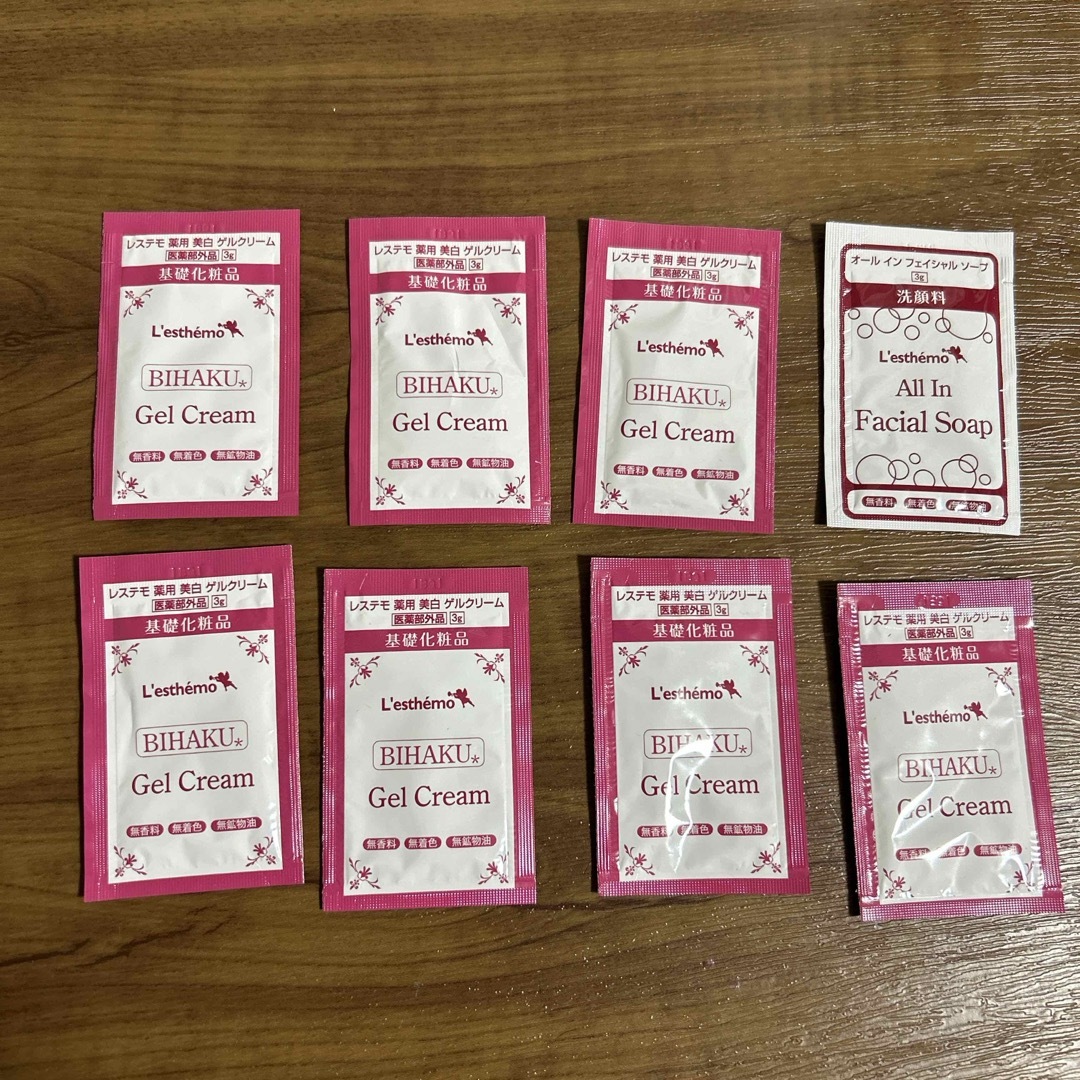 レステモ 薬用 美白 ゲルクリーム
医薬部外品 3g
基礎化粧品
L'esthémo
BIHAKU*
Gel Cream
無香料 無着色 無鉱物油
レステモ 薬用 美白 ゲルクリーム
医薬部外品 3g
基礎化粧品
L'esthémo
BIHAKU*
Gel Cream
無香料 無着色 無鉱物油
レステモ 薬用 美白 ゲルクリーム
医薬部外品 3g
基礎化粧品
L'esthémo
BIHAKU*
Gel Cream
無香料 無着色 無鉱物油
オール イン フェイシャル ソープ
3g
洗顔料
L'esthémo
All In
Facial Soap
無香料 無着色 無鉱物油
レステモ 薬用 美白 ゲルクリーム
医薬部外品 3g
基礎化粧品
L'esthémo
BIHAKU*
Gel Cream
無香料 無着色 無鉱物油
レステモ 薬用 美白 ゲルクリーム
医薬部外品 3g
基礎化粧品
L'esthémo
BIHAKU*
Gel Cream
無香料 無着色 無鉱物油
レステモ 薬用 美白 ゲルクリーム
医薬部外品 3g
基礎化粧品
L'esthémo
BIHAKU*
Gel Cream
無香料 無着色 無鉱物油
レステモ 薬用 美白 ゲルクリーム
医薬部外品 3g
基礎化粧品
L'esthémo
BIHAKU*
Gel Cream
無香料 無着色 無鉱物油